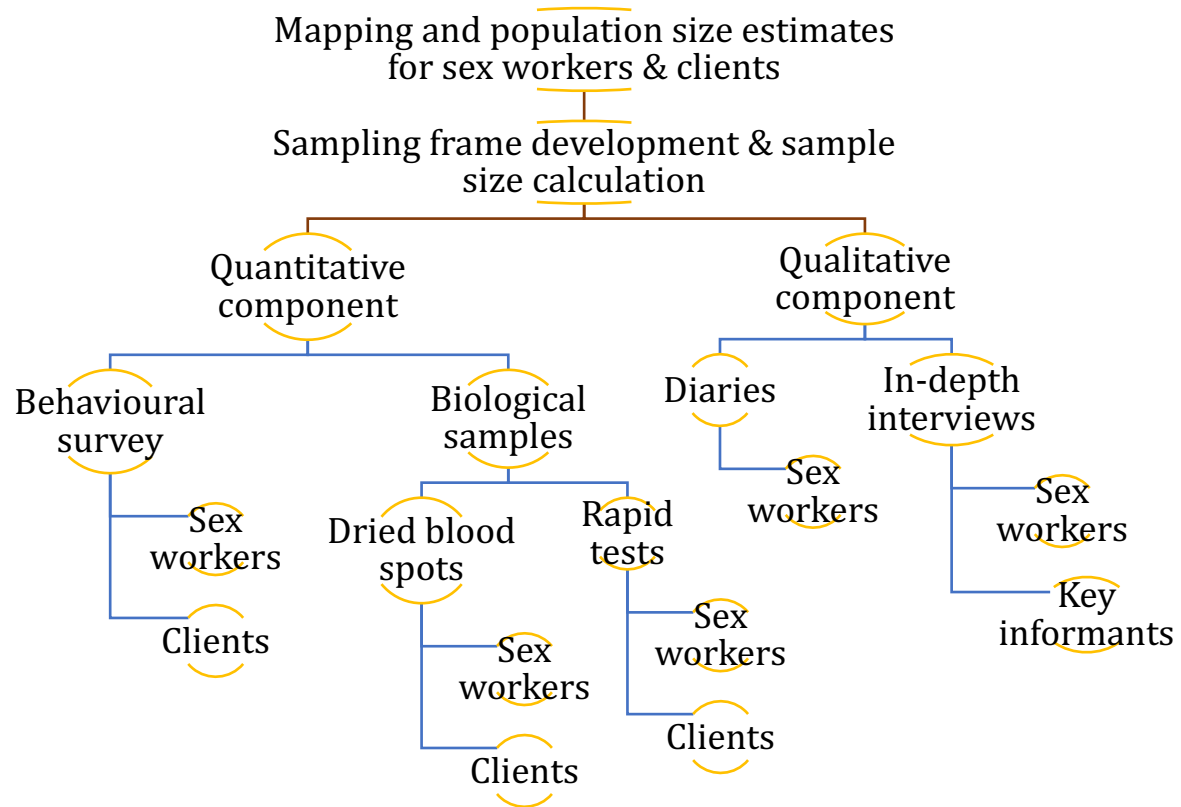 Mapping and population size estimates
for sex workers & clients
Sampling frame development & sample
size calculation
Quantitative
component
Qualitative
component
Behavioural
survey
Biological
samples
Diaries
In-depth
interviews
Sex
workers
Clients
Dried blood
spots
Rapid
tests
Sex
workers
Clients
Sex
workers
Clients
Sex
workers
Sex
workers
Key
informants